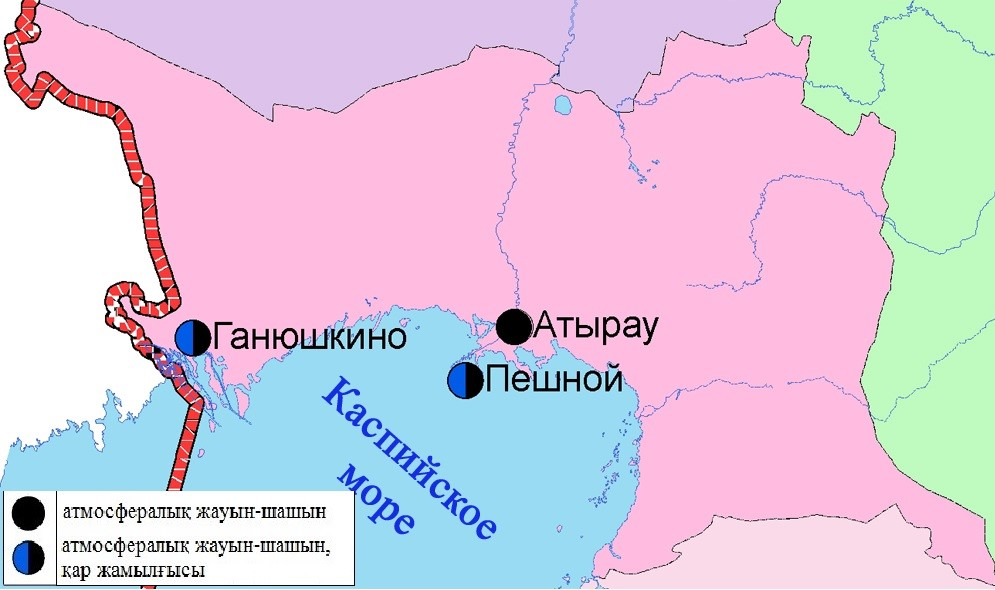 Атырау
Ганюшкино
Пешной
Каспийское
море
атмосфералық жауын-шашын
атмосфералық жауын-шашын,
қар жамылғысы